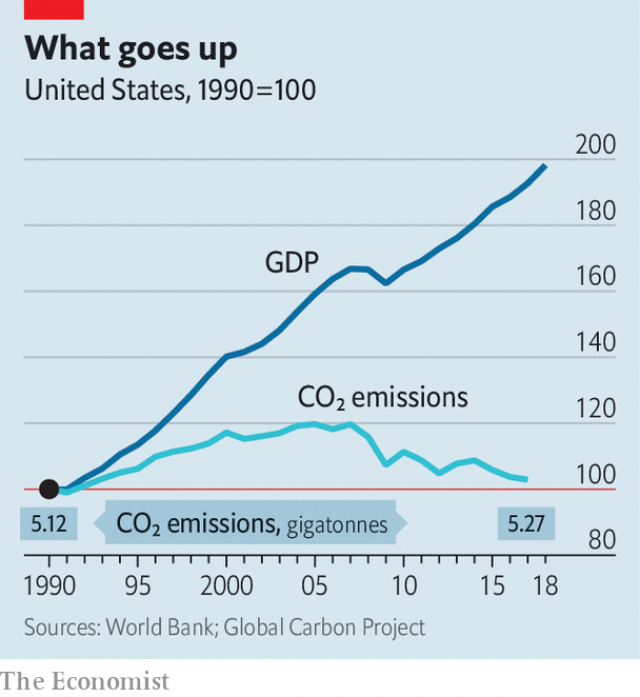 What goes up
United States, 1990=100
200
180
GDP
160
140
CO₂ emissions
120
100
5.12
CO₂ emissions, gigatonnes
5.27
80
1990 95 2000 05 10 15 18
Sources: World Bank; Global Carbon Project
The Economist